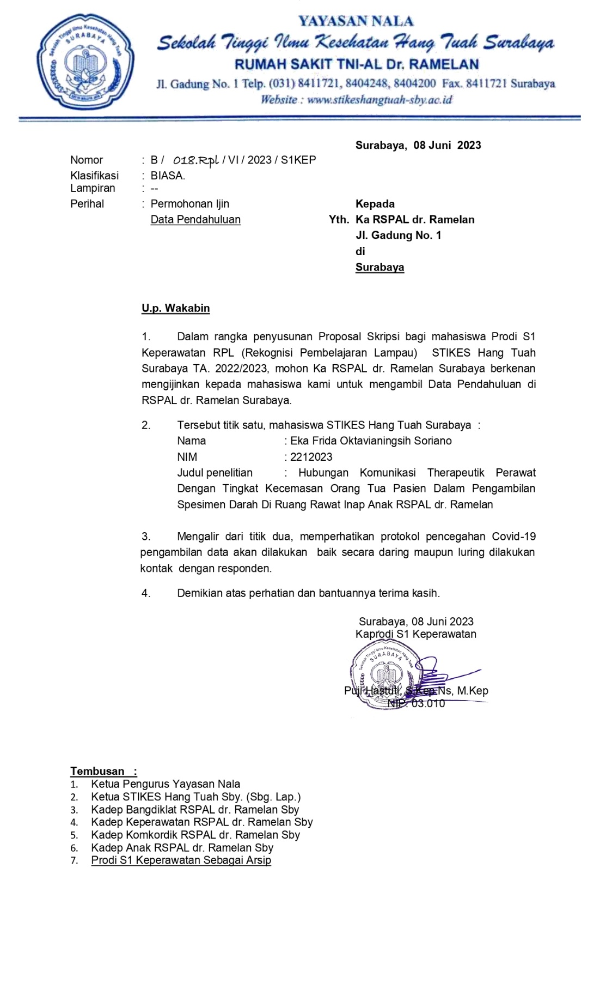 Sekolah Tinggi Ilmu Kesehatan Hang Tuah
SURABAYA
YAYASAN NALA
Sekolah Tinggi Ilmu Kesehatan Hang Tuah Surabaya
RUMAH SAKIT TNI-AL Dr. RAMELAN
Jl. Gadung No. 1 Telp. (031) 8411721, 8404248, 8404200 Fax. 8411721 Surabaya
Website : www.stikeshangtuah-sby.ac.id
Surabaya, 08 Juni 2023
Nomor : B / 018.Rpl / VI / 2023 / S1KEP
Klasifikasi : BIASA.
Lampiran : --
Perihal : Permohonan Ijin Kepada
Data Pendahuluan Yth. Ka RSPAL dr. Ramelan
Jl. Gadung No. 1
di
Surabaya
U.p. Wakabin
1. Dalam rangka penyusunan Proposal Skripsi bagi mahasiswa Prodi S1
Keperawatan RPL (Rekognisi Pembelajaran Lampau) STIKES Hang Tuah
Surabaya TA. 2022/2023, mohon Ka RSPAL dr. Ramelan Surabaya berkenan
mengijinkan kepada mahasiswa kami untuk mengambil Data Pendahuluan di
RSPAL dr. Ramelan Surabaya.
2. Tersebut titik satu, mahasiswa STIKES Hang Tuah Surabaya :
Nama : Eka Frida Oktavianingsih Soriano
NIM : 2212023
Judul penelitian : Hubungan Komunikasi Therapeutik Perawat
Dengan Tingkat Kecemasan Orang Tua Pasien Dalam Pengambilan
Spesimen Darah Di Ruang Rawat Inap Anak RSPAL dr. Ramelan
3. Mengalir dari titik dua, memperhatikan protokol pencegahan Covid-19
pengambilan data akan dilakukan baik secara daring maupun luring dilakukan
kontak dengan responden.
4. Demikian atas perhatian dan bantuannya terima kasih.
Surabaya, 08 Juni 2023
Kaprodi S1 Keperawatan
Sekolah Tinggi Ilmu Kesehatan Hang Tuah
SURABAYA
Puji Hastuti, S.Kep.Ns, M.Kep
NIP. 03.010
Tembusan :
1. Ketua Pengurus Yayasan Nala
2. Ketua STIKES Hang Tuah Sby. (Sbg. Lap.)
3. Kadep Bangdiklat RSPAL dr. Ramelan Sby
4. Kadep Keperawatan RSPAL dr. Ramelan Sby
5. Kadep Komkordik RSPAL dr. Ramelan Sby
6. Kadep Anak RSPAL dr. Ramelan Sby
7. Prodi S1 Keperawatan Sebagai Arsip